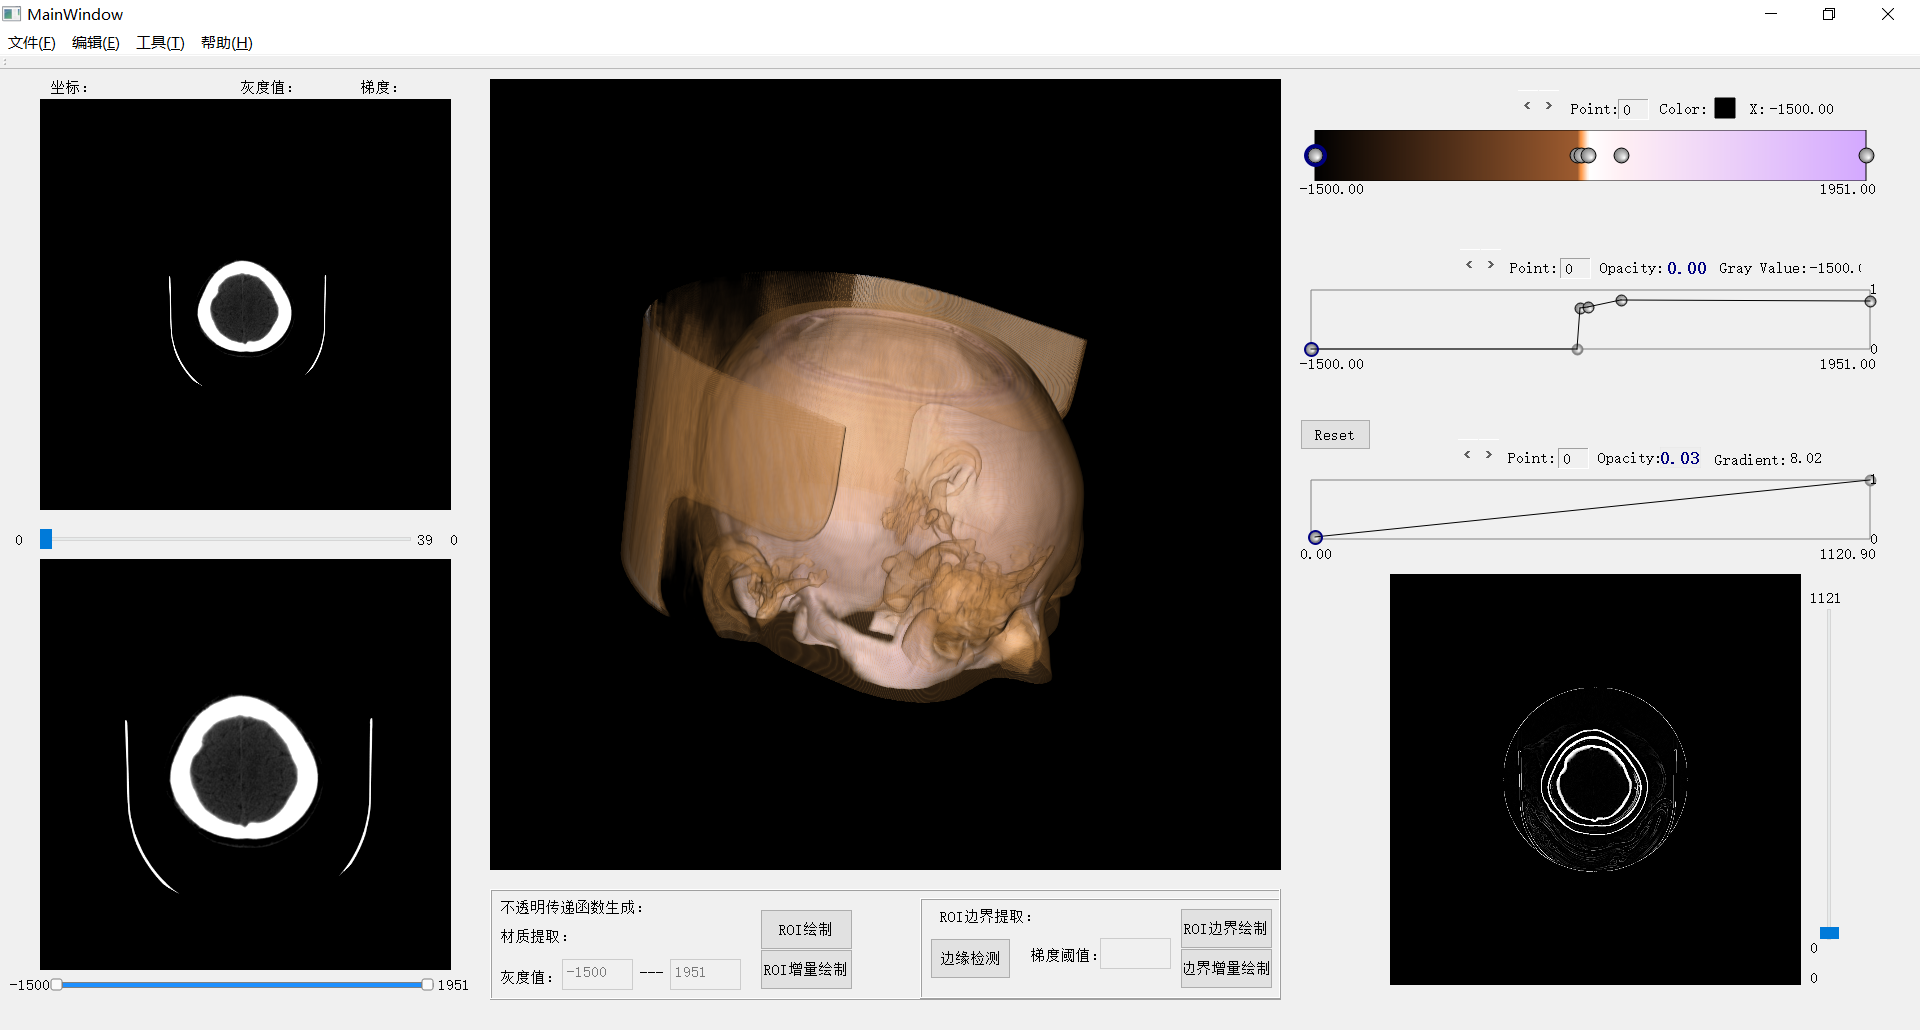 MainWindow
文件(F) 编辑(E) 工具(T) 帮助(H)
坐标: 灰度值: 梯度:
0 39 0
-1500 1951
不透明传递函数生成:
材质提取:
灰度值: -1500 --- 1951
ROI绘制
ROI增量绘制
ROI边界提取:
边缘检测 梯度阈值:
ROI边界绘制
边界增量绘制
< > Point: 0 Color: X: -1500.00
-1500.00 1951.00
< > Point: 0 Opacity: 0.00 Gray Value: -1500.
1
0
-1500.00 1951.00
Reset
< > Point: 0 Opacity: 0.03 Gradient: 8.02
1
0
0.00 1120.90
1121
0
0